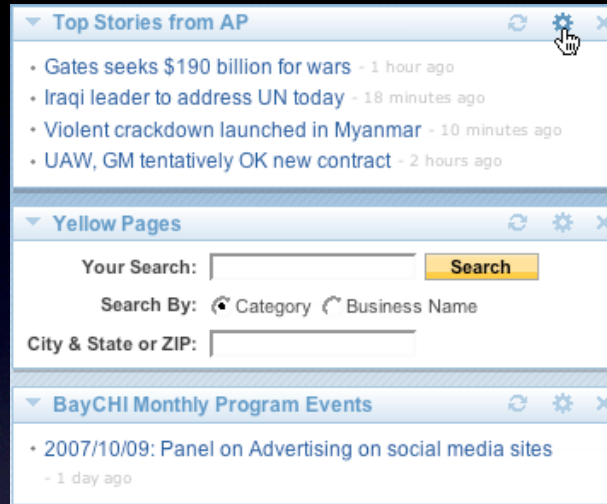 Top Stories from AP
• Gates seeks $190 billion for wars - 1 hour ago
• Iraqi leader to address UN today - 18 minutes ago
• Violent crackdown launched in Myanmar - 10 minutes ago
• UAW, GM tentatively OK new contract - 2 hours ago
Yellow Pages
Your Search: Search
Search By: Category Business Name
City & State or ZIP:
BayCHI Monthly Program Events
• 2007/10/09: Panel on Advertising on social media sites
- 1 day ago